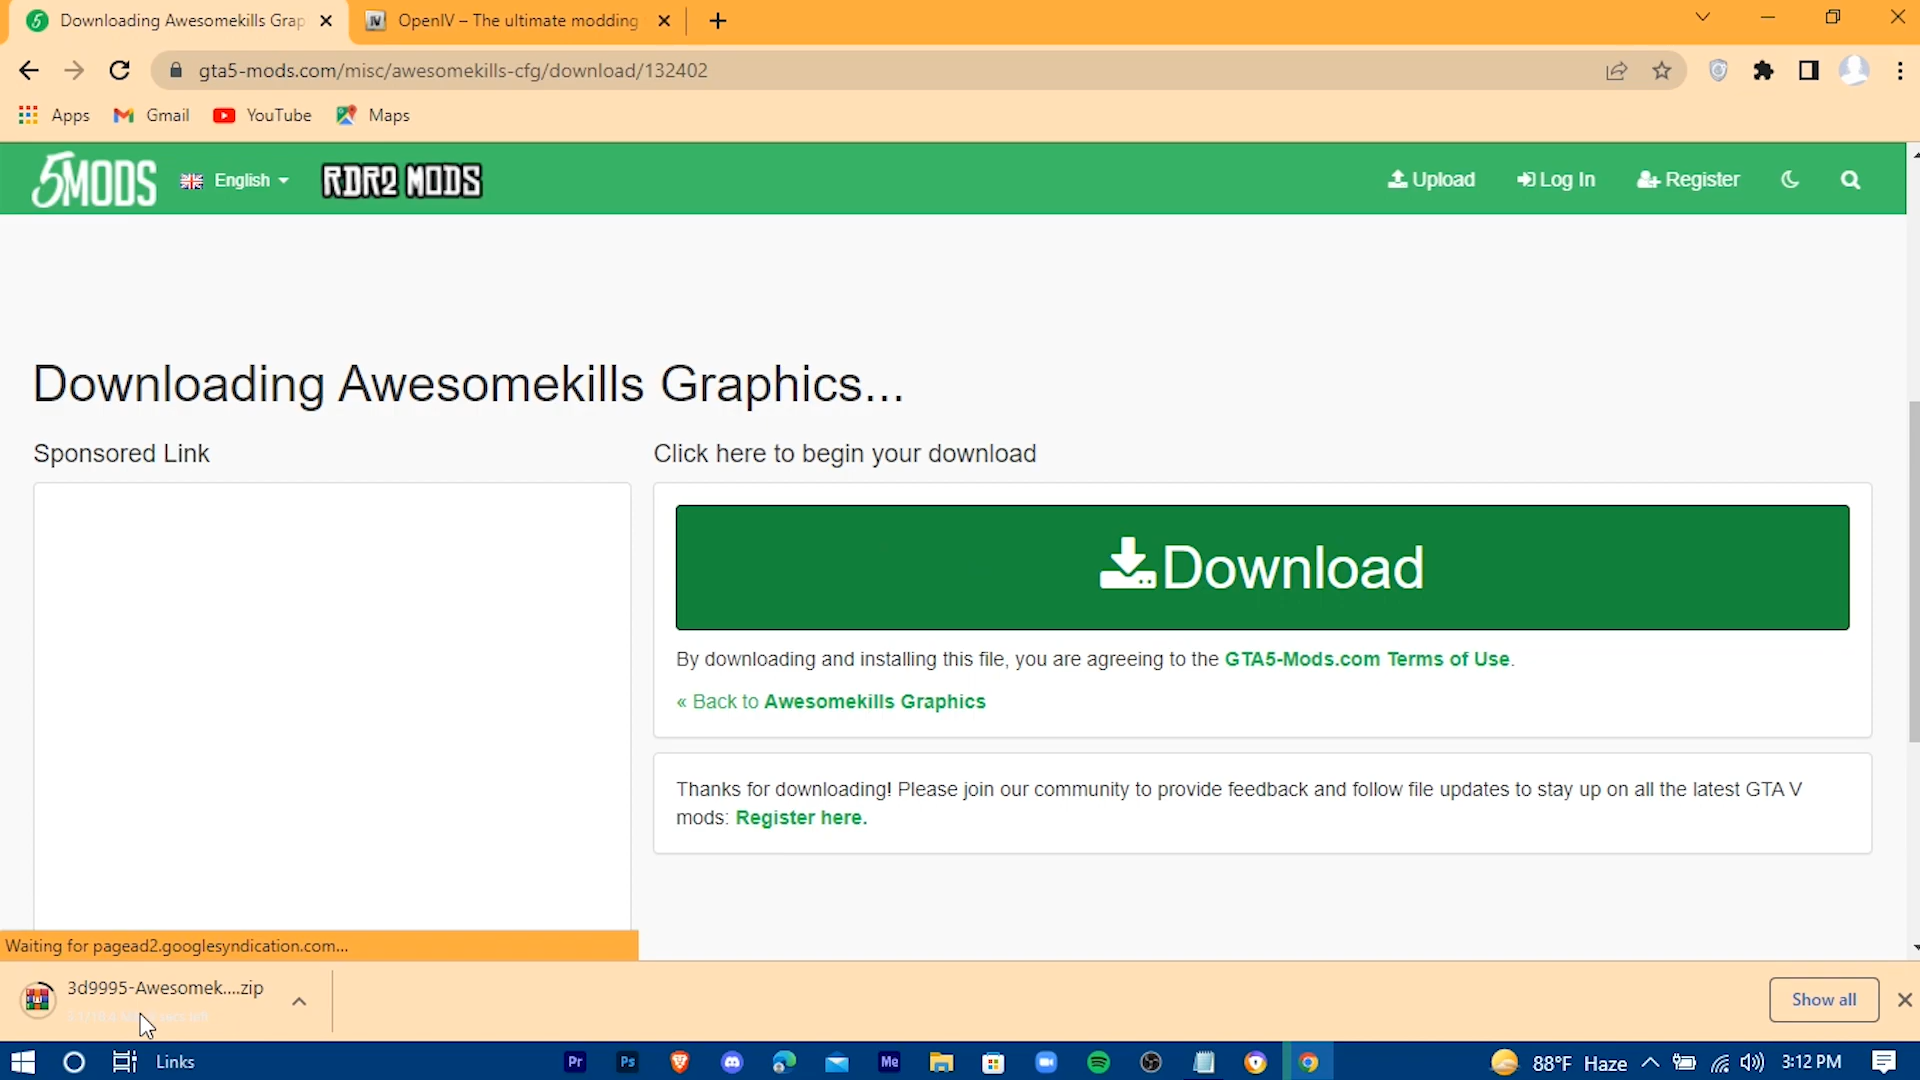 Downloading Awesomekills Grap
OpenIV – The ultimate modding
gta5-mods.com/misc/awesomekills-cfg/download/132402
Apps
Gmail
YouTube
Maps
5MODS
English
RDR2 MODS
Upload
Log In
Register
Downloading Awesomekills Graphics...
Sponsored Link
Click here to begin your download
Download
By downloading and installing this file, you are agreeing to the GTA5-Mods.com Terms of Use.
« Back to Awesomekills Graphics
Thanks for downloading! Please join our community to provide feedback and follow file updates to stay up on all the latest GTA V
mods: Register here.
Waiting for pagead2.googlesyndication.com...
3d9995-Awesomek....zip
Show all
Links
Pr
Ps
Me
88°F Haze
3:12 PM